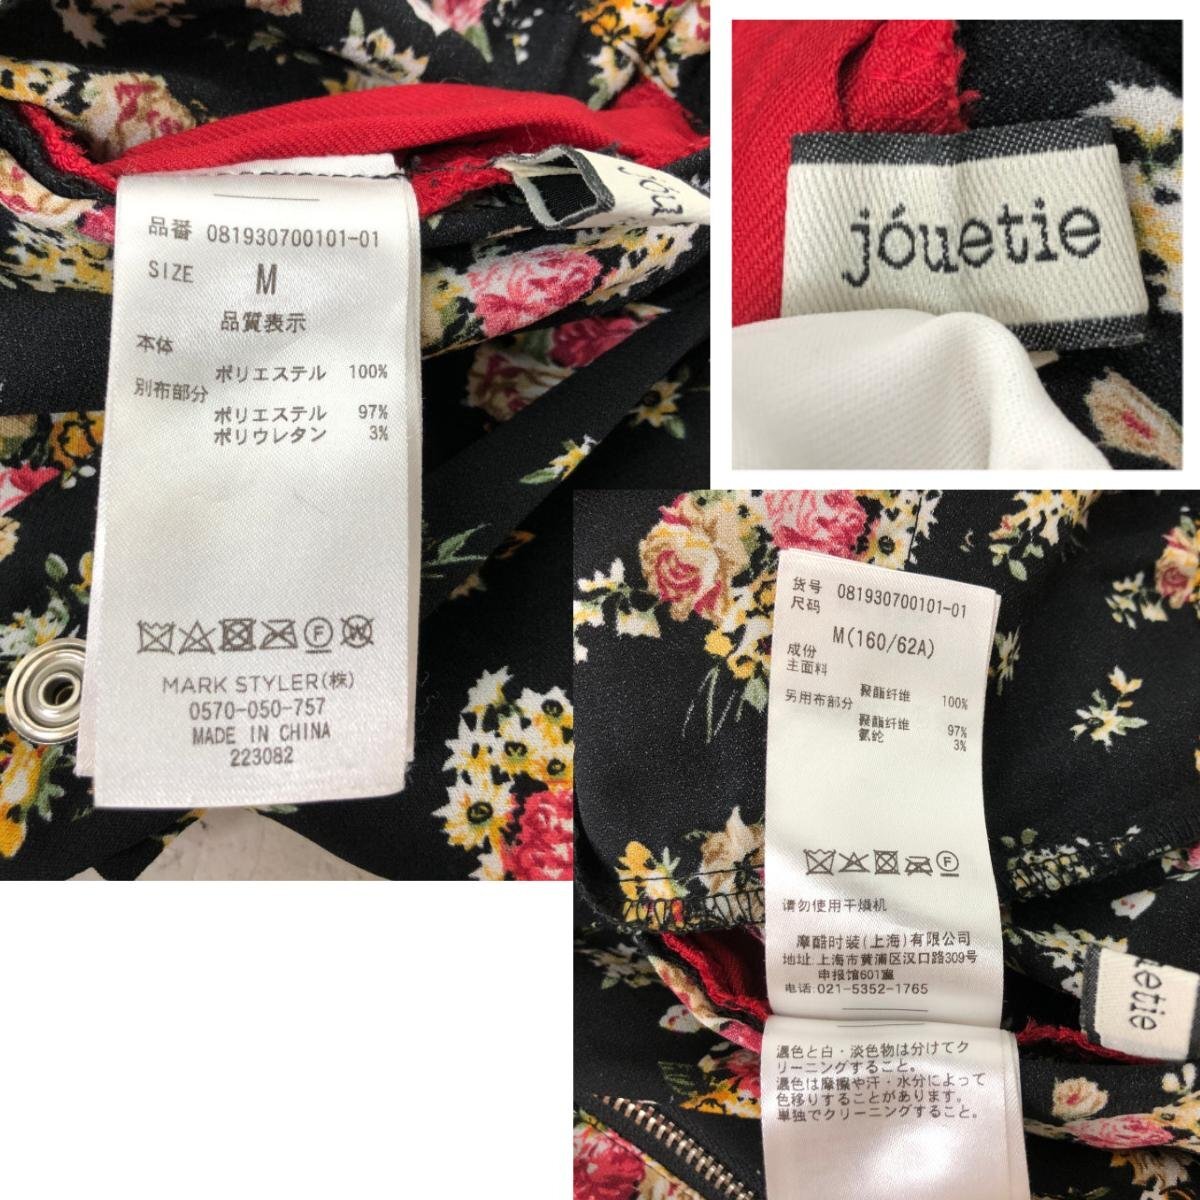 品番 081930700101-01
SIZE M
品質表示
本体
ポリエステル 100%
別布部分
ポリエステル 97%
ポリウレタン 3%
MARK STYLER(株)
0570-050-757
MADE IN CHINA
223082
jóu
jóuetie
货号 081930700101-01
尺码
M(160/62A)
成份
主面料
聚酯纤维 100%
另用布部分
聚酯纤维 97%
氨纶 3%
请勿使用干燥机
摩酷时装(上海)有限公司
地址:上海市黄浦区汉口路309号
申报馆601室
电话:021-5352-1765
uetie
濃色と白・淡色物は分けてク
リーニングすること。
濃色は摩擦や汗・水分によって
色移りすることがあります。
単独でクリーニングすること。